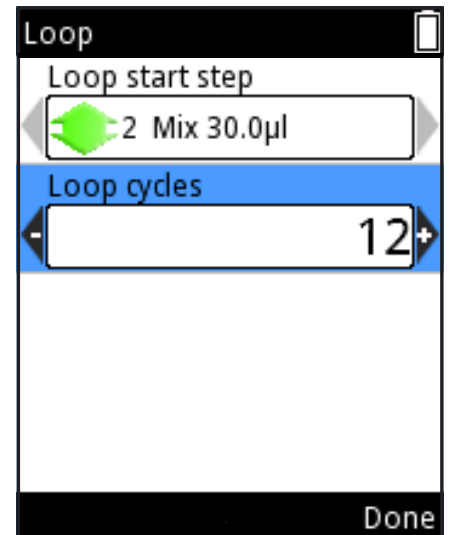 Loop
Loop start step
2 Mix 30.0µl
Loop cycles
- 12 +
Done